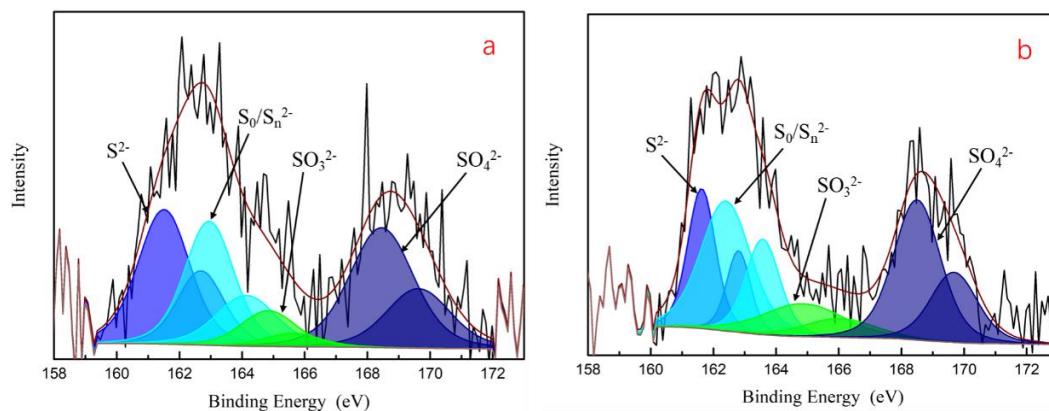 a
S²⁻
S₀/Sₙ²⁻
SO₃²⁻
SO₄²⁻
Intensity
158 160 162 164 166 168 170 172
Binding Energy (eV)
b
S²⁻
S₀/Sₙ²⁻
SO₃²⁻
SO₄²⁻
Intensity
158 160 162 164 166 168 170 172
Binding Energy (eV)